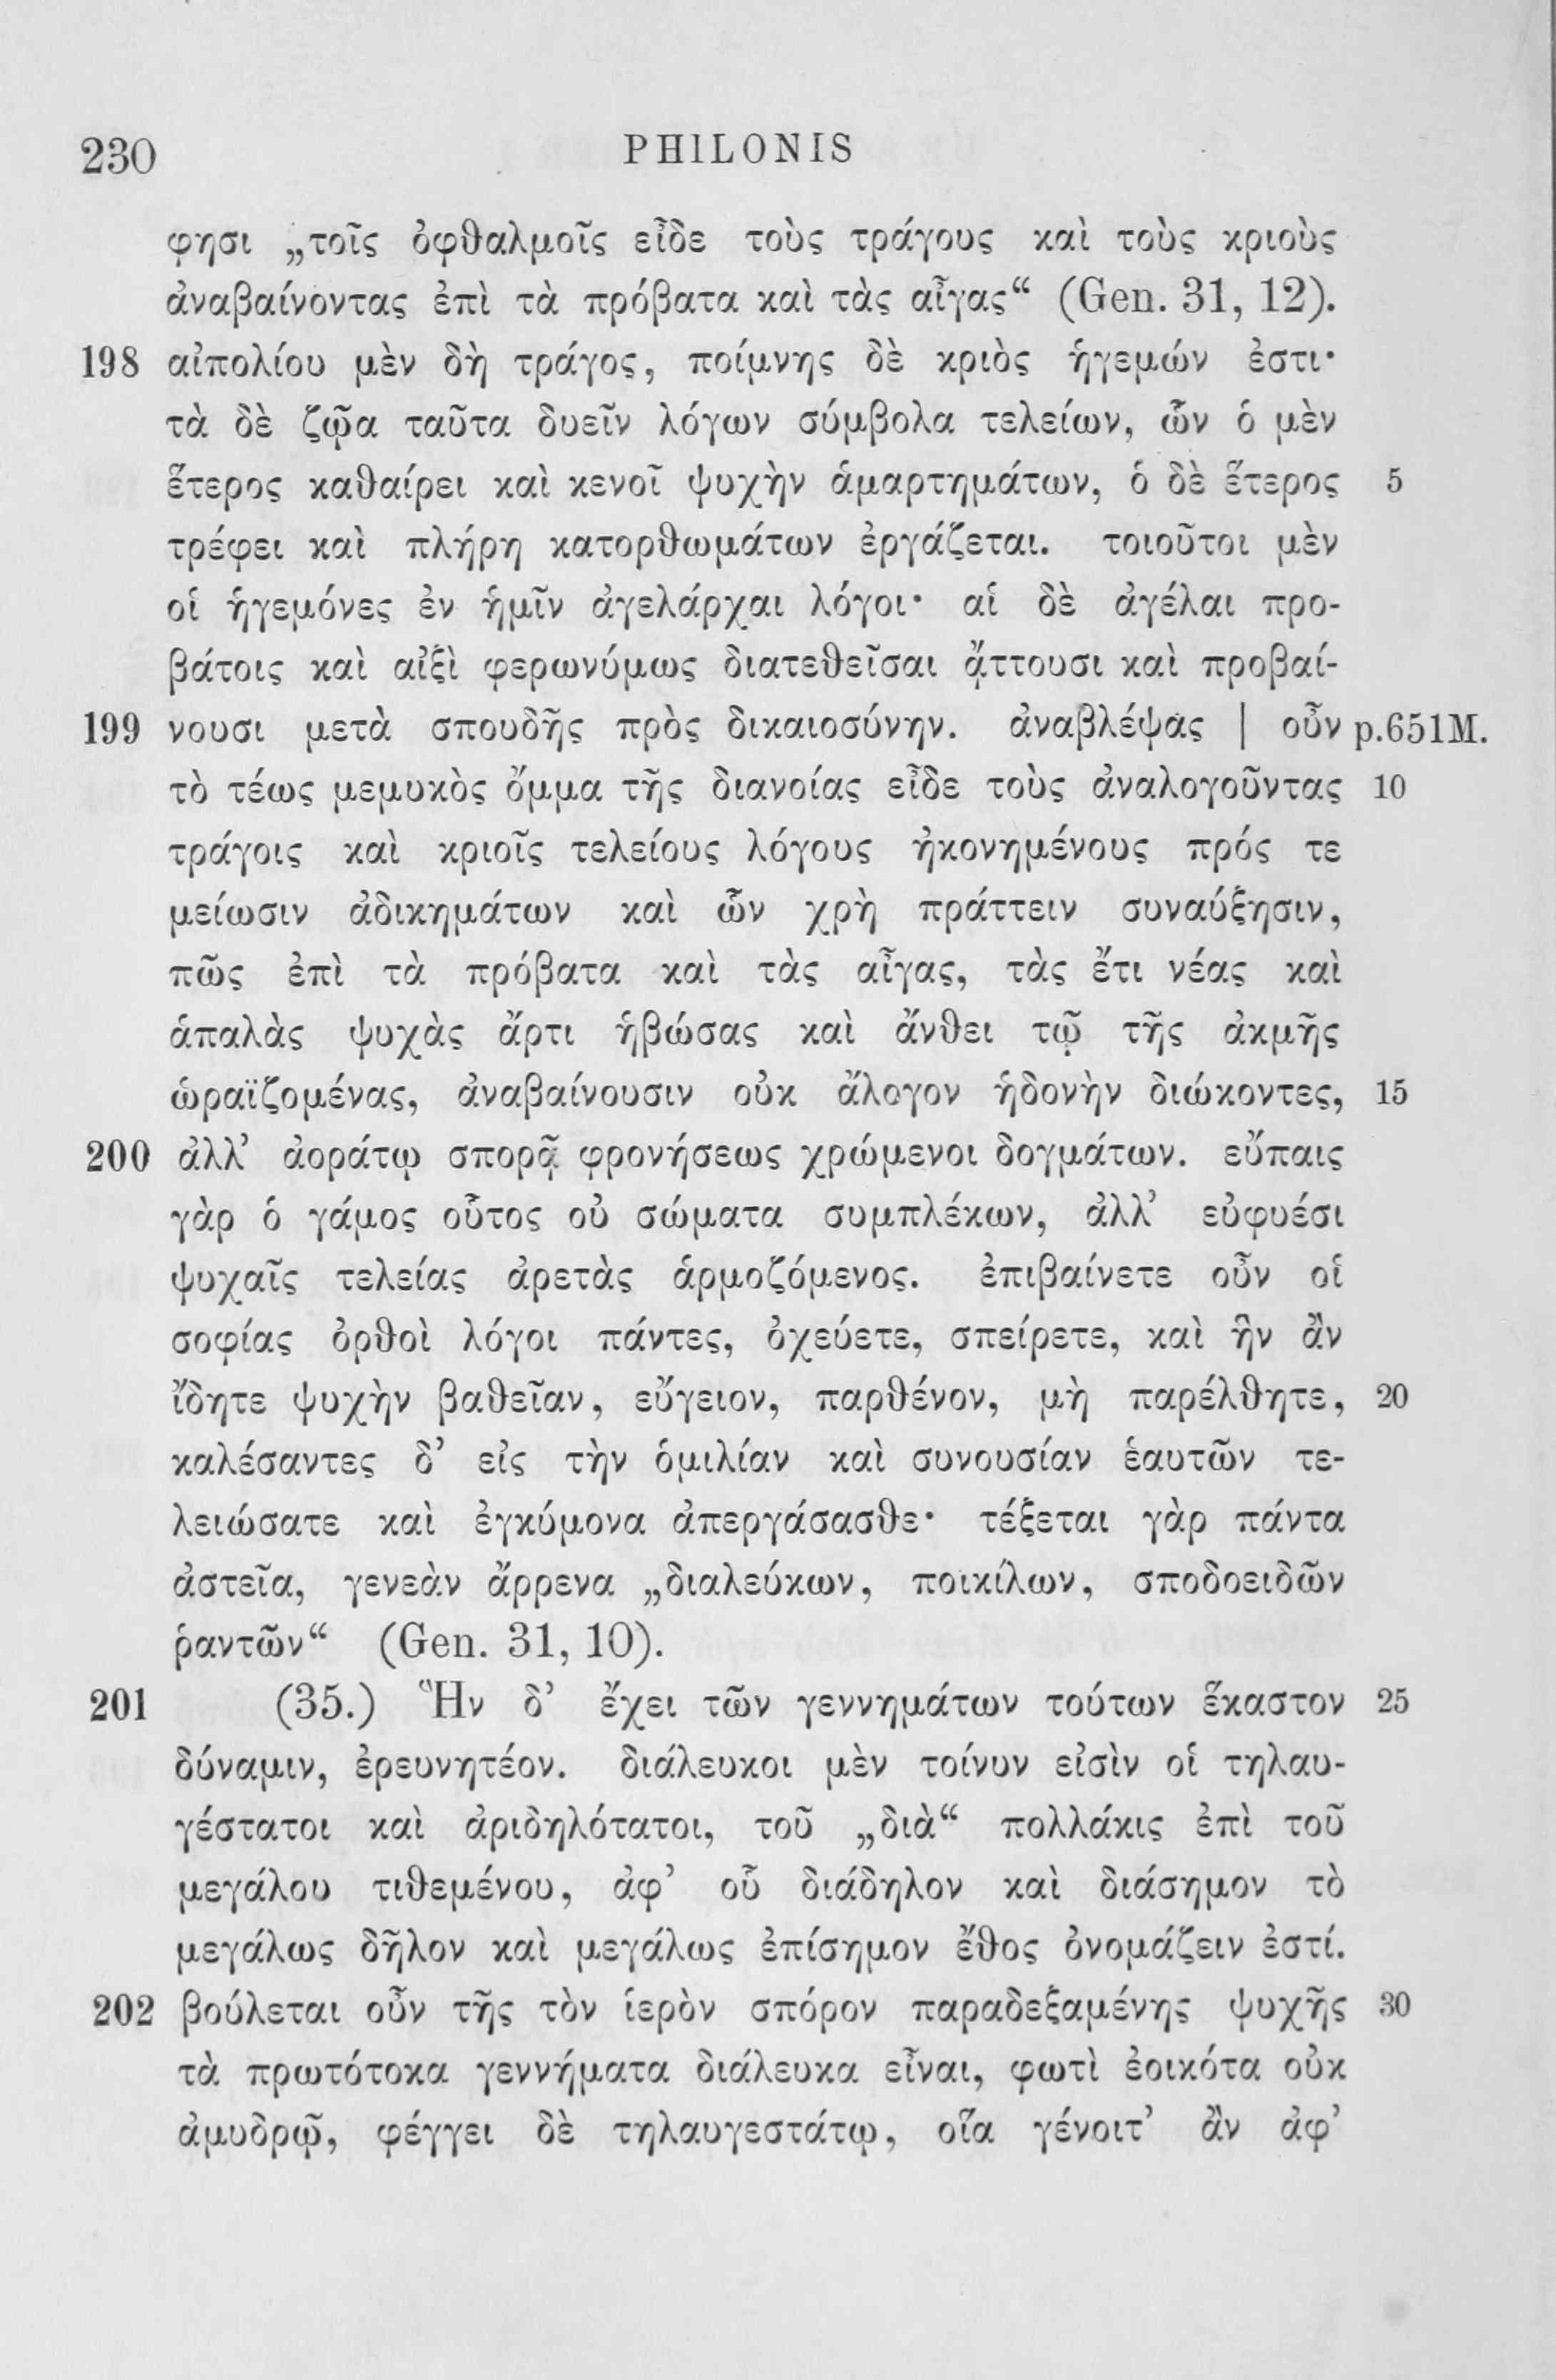 230 PHILONIS
φησι „τοῖς ὀφθαλμοῖς εἶδε τοὺς τράγους καὶ τοὺς κριοὺς
ἀναβαίνοντας ἐπὶ τὰ πρόβατα καὶ τὰς αἶγας“ (Gen. 31, 12).
198 αἰπολίου μὲν δὴ τράγος, ποίμνης δὲ κριὸς ἡγεμών ἐστι·
τὰ δὲ ζῷα ταῦτα δυεῖν λόγων σύμβολα τελείων, ὧν ὁ μὲν
ἕτερος καθαίρει καὶ κενοῖ ψυχὴν ἁμαρτημάτων, ὁ δὲ ἕτερος 5
τρέφει καὶ πλήρη κατορθωμάτων ἐργάζεται. τοιοῦτοι μὲν
οἱ ἡγεμόνες ἐν ἡμῖν ἀγελάρχαι λόγοι· αἱ δὲ ἀγέλαι προ-
βάτοις καὶ αἰξὶ φερωνύμως διατεθεῖσαι ᾄττουσι καὶ προβαί-
199 νουσι μετὰ σπουδῆς πρὸς δικαιοσύνην. ἀναβλέψας | οὖν p.651M.
τὸ τέως μεμυκὸς ὄμμα τῆς διανοίας εἶδε τοὺς ἀναλογοῦντας 10
τράγοις καὶ κριοῖς τελείους λόγους ἠκονημένους πρός τε
μείωσιν ἀδικημάτων καὶ ὧν χρὴ πράττειν συναύξησιν,
πῶς ἐπὶ τὰ πρόβατα καὶ τὰς αἶγας, τὰς ἔτι νέας καὶ
ἁπαλὰς ψυχὰς ἄρτι ἡβώσας καὶ ἄνθει τῷ τῆς ἀκμῆς
ὡραϊζομένας, ἀναβαίνουσιν οὐκ ἄλογον ἡδονὴν διώκοντες, 15
200 ἀλλ’ ἀοράτῳ σπορᾷ φρονήσεως χρώμενοι δογμάτων. εὔπαις
γὰρ ὁ γάμος οὗτος οὐ σώματα συμπλέκων, ἀλλ’ εὐφυέσι
ψυχαῖς τελείας ἀρετὰς ἁρμοζόμενος. ἐπιβαίνετε οὖν οἱ
σοφίας ὀρθοὶ λόγοι πάντες, ὀχεύετε, σπείρετε, καὶ ἣν ἂν
ἴδητε ψυχὴν βαθεῖαν, εὔγειον, παρθένον, μὴ παρέλθητε, 20
καλέσαντες δ’ εἰς τὴν ὁμιλίαν καὶ συνουσίαν ἑαυτῶν τε-
λειώσατε καὶ ἐγκύμονα ἀπεργάσασθε· τέξεται γὰρ πάντα
ἀστεῖα, γενεὰν ἄρρενα „διαλεύκων, ποικίλων, σποδοειδῶν
ῥαντῶν“ (Gen. 31, 10).
201 (35.) Ἣν δ’ ἔχει τῶν γεννημάτων τούτων ἕκαστον 25
δύναμιν, ἐρευνητέον. διάλευκοι μὲν τοίνυν εἰσὶν οἱ τηλαυ-
γέστατοι καὶ ἀριδηλότατοι, τοῦ „διὰ“ πολλάκις ἐπὶ τοῦ
μεγάλου τιθεμένου, ἀφ’ οὗ διάδηλον καὶ διάσημον τὸ
μεγάλως δῆλον καὶ μεγάλως ἐπίσημον ἔθος ὀνομάζειν ἐστί.
202 βούλεται οὖν τῆς τὸν ἱερὸν σπόρον παραδεξαμένης ψυχῆς 30
τὰ πρωτότοκα γεννήματα διάλευκα εἶναι, φωτὶ ἐοικότα οὐκ
ἀμυδρῷ, φέγγει δὲ τηλαυγεστάτῳ, οἷα γένοιτ’ ἂν ἀφ’